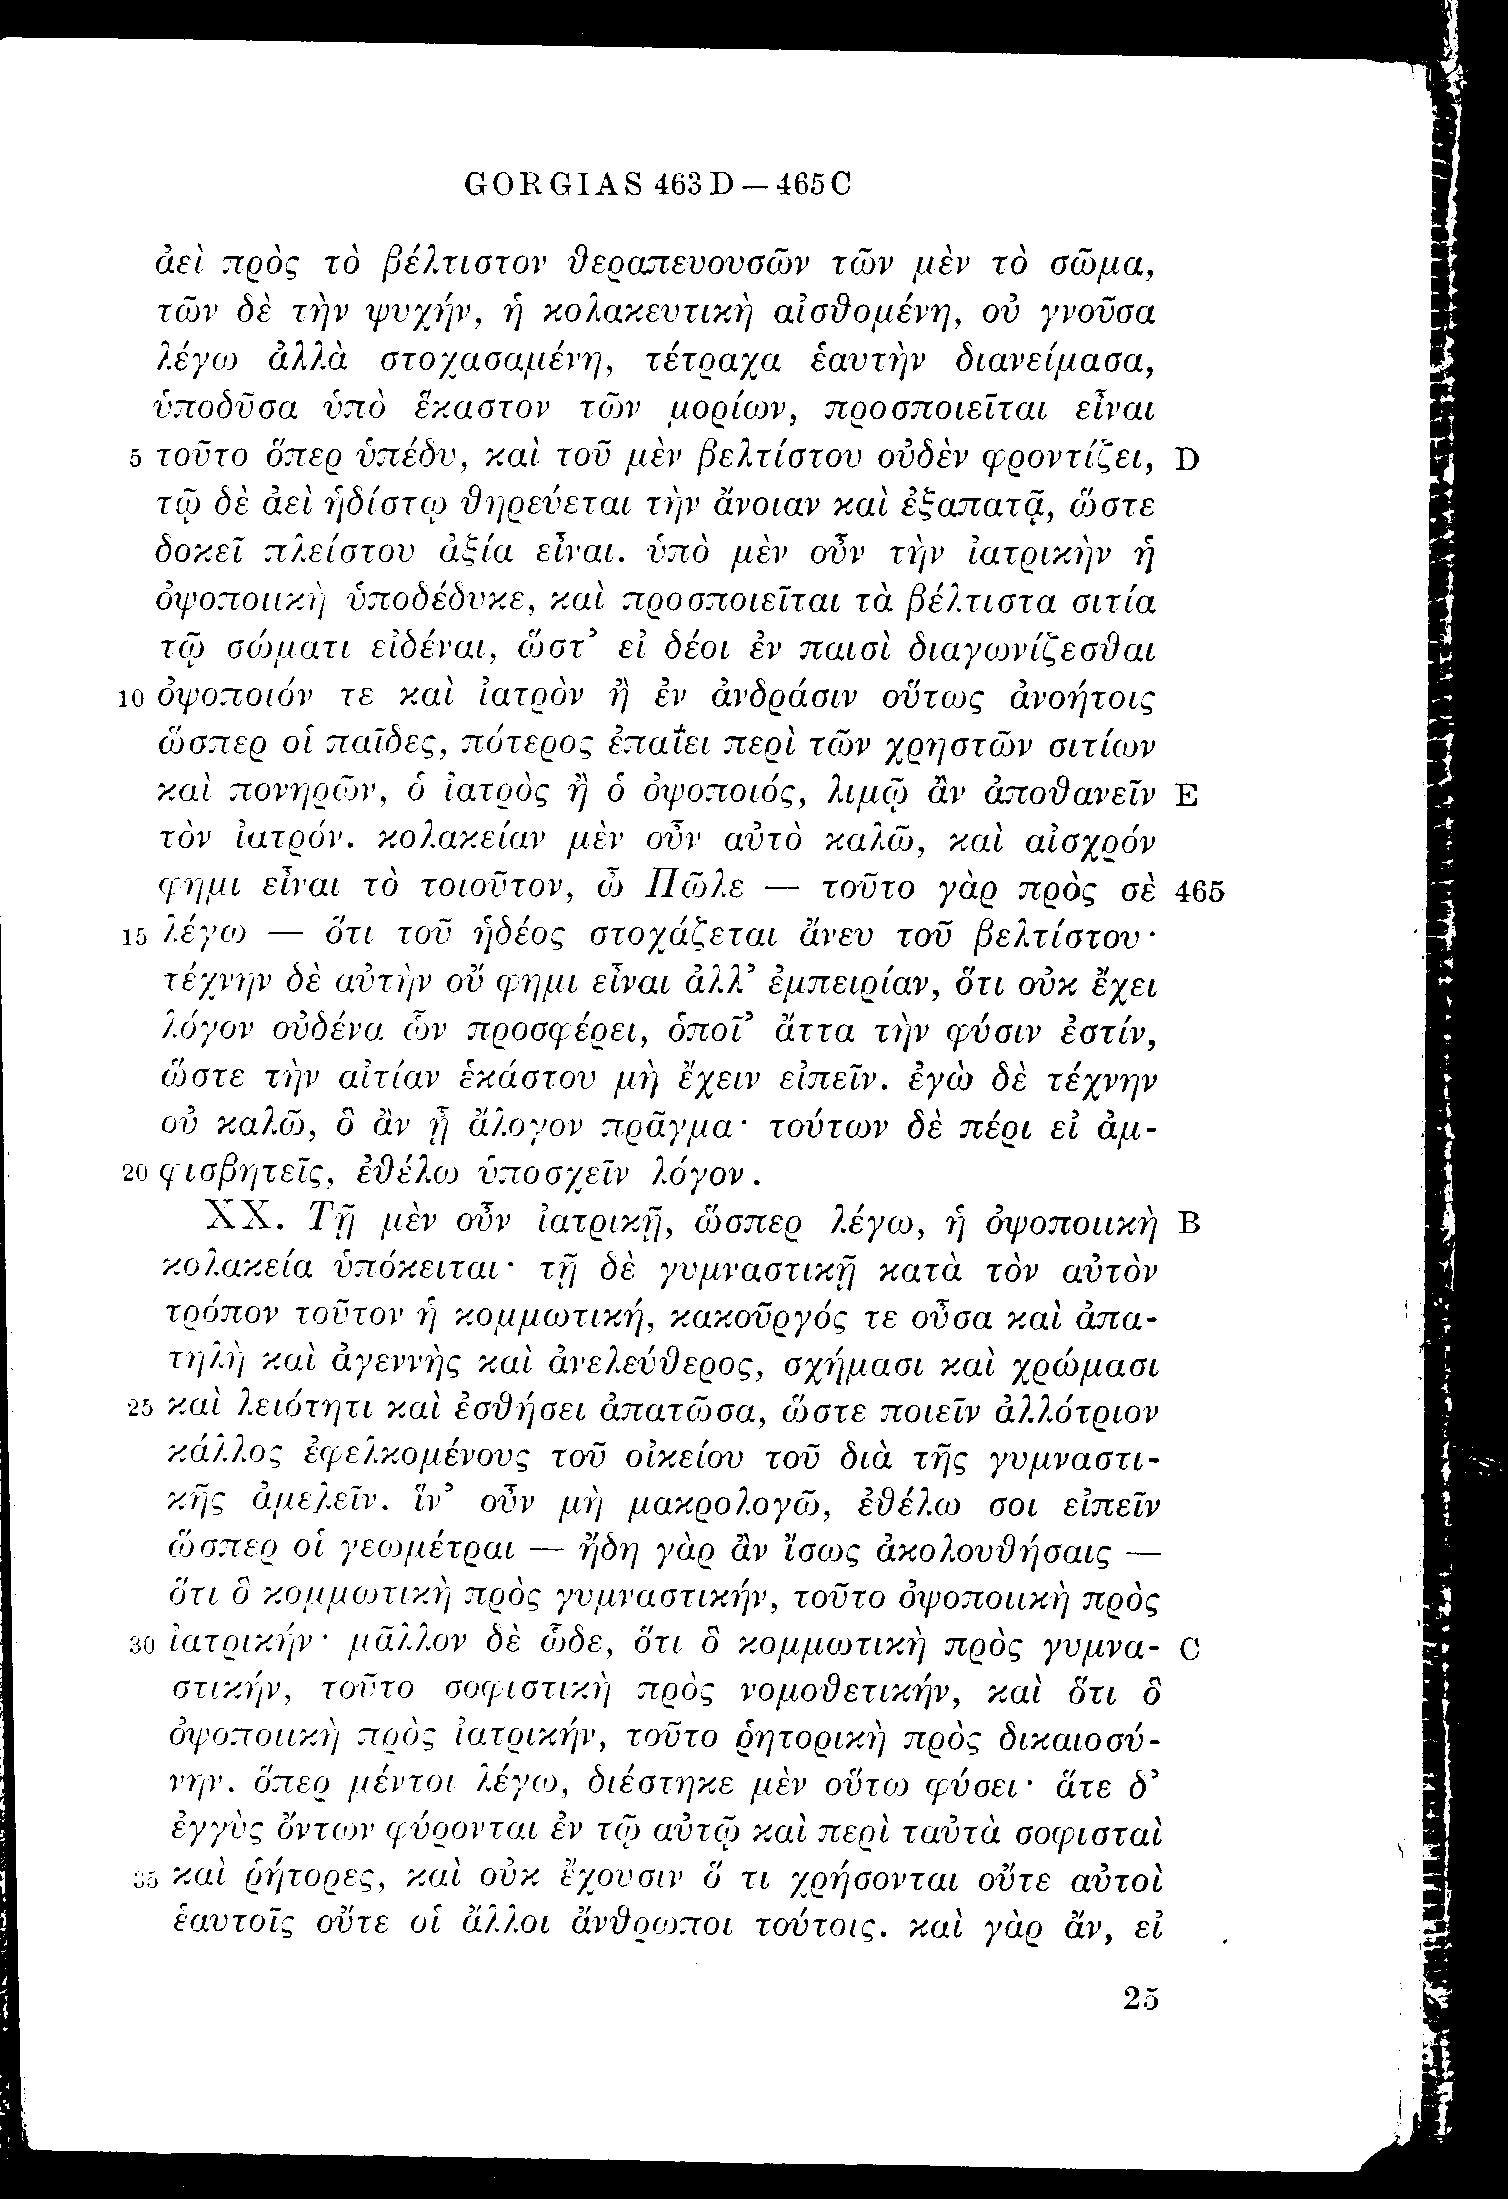 GORGIAS 463 D — 465 C
ἀεὶ πρὸς τὸ βέλτιστον θεραπευουσῶν τῶν μὲν τὸ σῶμα,
τῶν δὲ τὴν ψυχήν, ἡ κολακευτικὴ αἰσθομένη, οὐ γνοῦσα
λέγω ἀλλὰ στοχασαμένη, τέτραχα ἑαυτὴν διανείμασα,
ὑποδῦσα ὑπὸ ἕκαστον τῶν μορίων, προσποιεῖται εἶναι
5 τοῦτο ὅπερ ὑπέδυ, καὶ τοῦ μὲν βελτίστου οὐδὲν φροντίζει, D
τῷ δὲ ἀεὶ ἡδίστῳ θηρεύεται τὴν ἄνοιαν καὶ ἐξαπατᾷ, ὥστε
δοκεῖ πλείστου ἀξία εἶναι. ὑπὸ μὲν οὖν τὴν ἰατρικὴν ἡ
ὀψοποιικὴ ὑποδέδυκε, καὶ προσποιεῖται τὰ βέλτιστα σιτία
τῷ σώματι εἰδέναι, ὥστ’ εἰ δέοι ἐν παισὶ διαγωνίζεσθαι
10 ὀψοποιόν τε καὶ ἰατρὸν ἢ ἐν ἀνδράσιν οὕτως ἀνοήτοις
ὥσπερ οἱ παῖδες, πότερος ἐπαΐει περὶ τῶν χρηστῶν σιτίων
καὶ πονηρῶν, ὁ ἰατρὸς ἢ ὁ ὀψοποιός, λιμῷ ἂν ἀποθανεῖν E
τὸν ἰατρόν. κολακείαν μὲν οὖν αὐτὸ καλῶ, καὶ αἰσχρόν
φημι εἶναι τὸ τοιοῦτον, ὦ Πῶλε — τοῦτο γὰρ πρὸς σὲ 465
15 λέγω — ὅτι τοῦ ἡδέος στοχάζεται ἄνευ τοῦ βελτίστου·
τέχνην δὲ αὐτὴν οὔ φημι εἶναι ἀλλ’ ἐμπειρίαν, ὅτι οὐκ ἔχει
λόγον οὐδένα ὧν προσφέρει, ὁποῖ’ ἄττα τὴν φύσιν ἐστίν,
ὥστε τὴν αἰτίαν ἑκάστου μὴ ἔχειν εἰπεῖν. ἐγὼ δὲ τέχνην
οὐ καλῶ, ὃ ἂν ᾖ ἄλογον πρᾶγμα· τούτων δὲ πέρι εἰ ἀμ-
20 φισβητεῖς, ἐθέλω ὑποσχεῖν λόγον.
XX. Τῇ μὲν οὖν ἰατρικῇ, ὥσπερ λέγω, ἡ ὀψοποιικὴ B
κολακεία ὑπόκειται· τῇ δὲ γυμναστικῇ κατὰ τὸν αὐτὸν
τρόπον τοῦτον ἡ κομμωτική, κακοῦργός τε οὖσα καὶ ἀπα-
τηλὴ καὶ ἀγεννὴς καὶ ἀνελεύθερος, σχήμασι καὶ χρώμασι
25 καὶ λειότητι καὶ ἐσθήσει ἀπατῶσα, ὥστε ποιεῖν ἀλλότριον
κάλλος ἐφελκομένους τοῦ οἰκείου τοῦ διὰ τῆς γυμναστι-
κῆς ἀμελεῖν. ἵν’ οὖν μὴ μακρολογῶ, ἐθέλω σοι εἰπεῖν
ὥσπερ οἱ γεωμέτραι — ἤδη γὰρ ἂν ἴσως ἀκολουθήσαις —
ὅτι ὃ κομμωτικὴ πρὸς γυμναστικήν, τοῦτο ὀψοποιικὴ πρὸς
30 ἰατρικήν· μᾶλλον δὲ ὧδε, ὅτι ὃ κομμωτικὴ πρὸς γυμνα- C
στικήν, τοῦτο σοφιστικὴ πρὸς νομοθετικήν, καὶ ὅτι ὃ
ὀψοποιικὴ πρὸς ἰατρικήν, τοῦτο ῥητορικὴ πρὸς δικαιοσύ-
νην. ὅπερ μέντοι λέγω, διέστηκε μὲν οὕτω φύσει· ἅτε δ’
ἐγγὺς ὄντων φύρονται ἐν τῷ αὐτῷ καὶ περὶ ταὐτὰ σοφισταὶ
35 καὶ ῥήτορες, καὶ οὐκ ἔχουσιν ὅ τι χρήσονται οὔτε αὐτοὶ
ἑαυτοῖς οὔτε οἱ ἄλλοι ἄνθρωποι τούτοις. καὶ γὰρ ἄν, εἰ
25